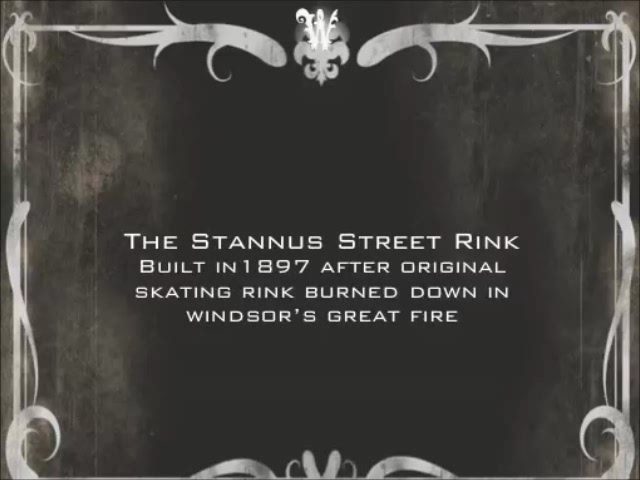 W
The Stannus Street Rink
Built in1897 after original
skating rink burned down in
windsor's great fire